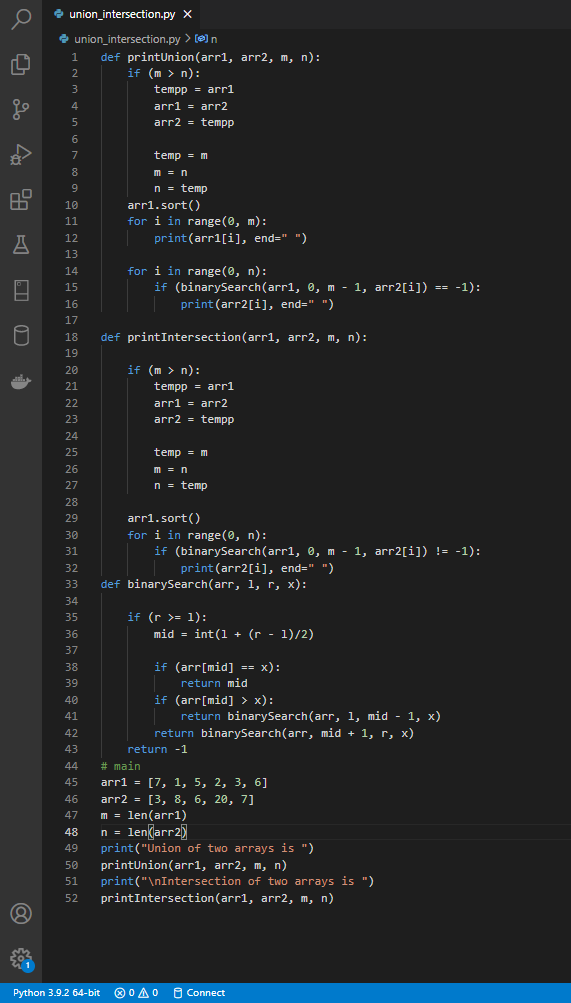 union_intersection.py
union_intersection.py > n
1 def printUnion(arr1, arr2, m, n):
2     if (m > n):
3         tempp = arr1
4         arr1 = arr2
5         arr2 = tempp
6
7         temp = m
8         m = n
9         n = temp
10     arr1.sort()
11     for i in range(0, m):
12         print(arr1[i], end=" ")
13
14     for i in range(0, n):
15         if (binarySearch(arr1, 0, m - 1, arr2[i]) == -1):
16             print(arr2[i], end=" ")
17
18 def printIntersection(arr1, arr2, m, n):
19
20     if (m > n):
21         tempp = arr1
22         arr1 = arr2
23         arr2 = tempp
24
25         temp = m
26         m = n
27         n = temp
28
29     arr1.sort()
30     for i in range(0, n):
31         if (binarySearch(arr1, 0, m - 1, arr2[i]) != -1):
32             print(arr2[i], end=" ")
33 def binarySearch(arr, l, r, x):
34
35     if (r >= l):
36         mid = int(l + (r - l)/2)
37
38         if (arr[mid] == x):
39             return mid
40         if (arr[mid] > x):
41             return binarySearch(arr, l, mid - 1, x)
42         return binarySearch(arr, mid + 1, r, x)
43     return -1
44 # main
45 arr1 = [7, 1, 5, 2, 3, 6]
46 arr2 = [3, 8, 6, 20, 7]
47 m = len(arr1)
48 n = len(arr2)
49 print("Union of two arrays is ")
50 printUnion(arr1, arr2, m, n)
51 print("\nIntersection of two arrays is ")
52 printIntersection(arr1, arr2, m, n)
1
Python 3.9.2 64-bit 0 0 Connect